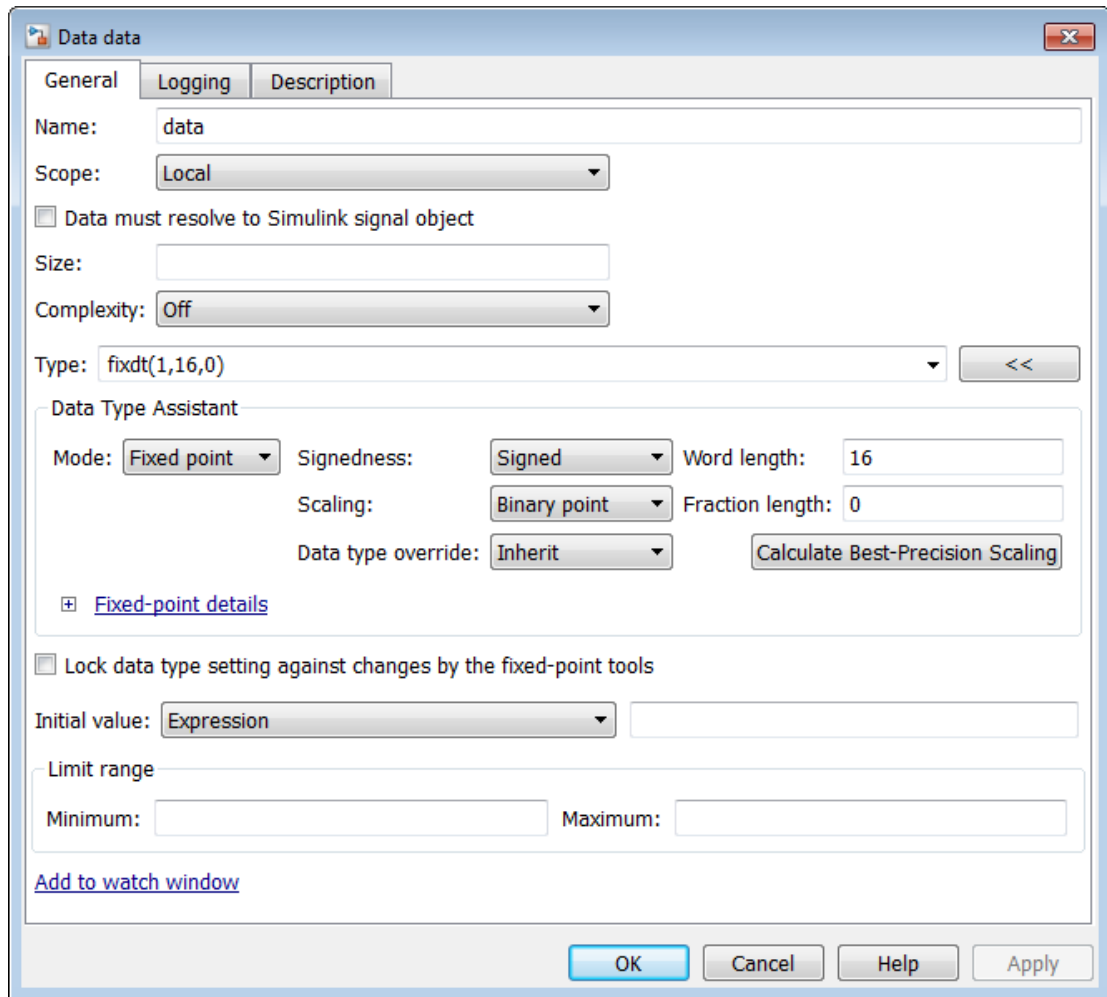 Data data
General Logging Description
Name: data
Scope: Local
Data must resolve to Simulink signal object
Size:
Complexity: Off
Type: fixdt(1,16,0) <<
Data Type Assistant
Mode: Fixed point Signedness: Signed Word length: 16
Scaling: Binary point Fraction length: 0
Data type override: Inherit Calculate Best-Precision Scaling
Fixed-point details
Lock data type setting against changes by the fixed-point tools
Initial value: Expression
Limit range
Minimum: Maximum:
Add to watch window
OK Cancel Help Apply